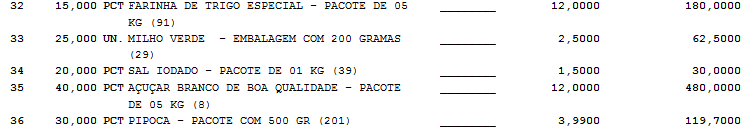 32 15,000 PCT FARINHA DE TRIGO ESPECIAL - PACOTE DE 05 ________ 12,0000 180,0000
KG (91)
33 25,000 UN. MILHO VERDE - EMBALAGEM COM 200 GRAMAS ________ 2,5000 62,5000
(29)
34 20,000 PCT SAL IODADO - PACOTE DE 01 KG (39) ________ 1,5000 30,0000
35 40,000 PCT AÇUÇAR BRANCO DE BOA QUALIDADE - PACOTE ________ 12,0000 480,0000
DE 05 KG (8)
36 30,000 PCT PIPOCA - PACOTE COM 500 GR (201) ________ 3,9900 119,7000